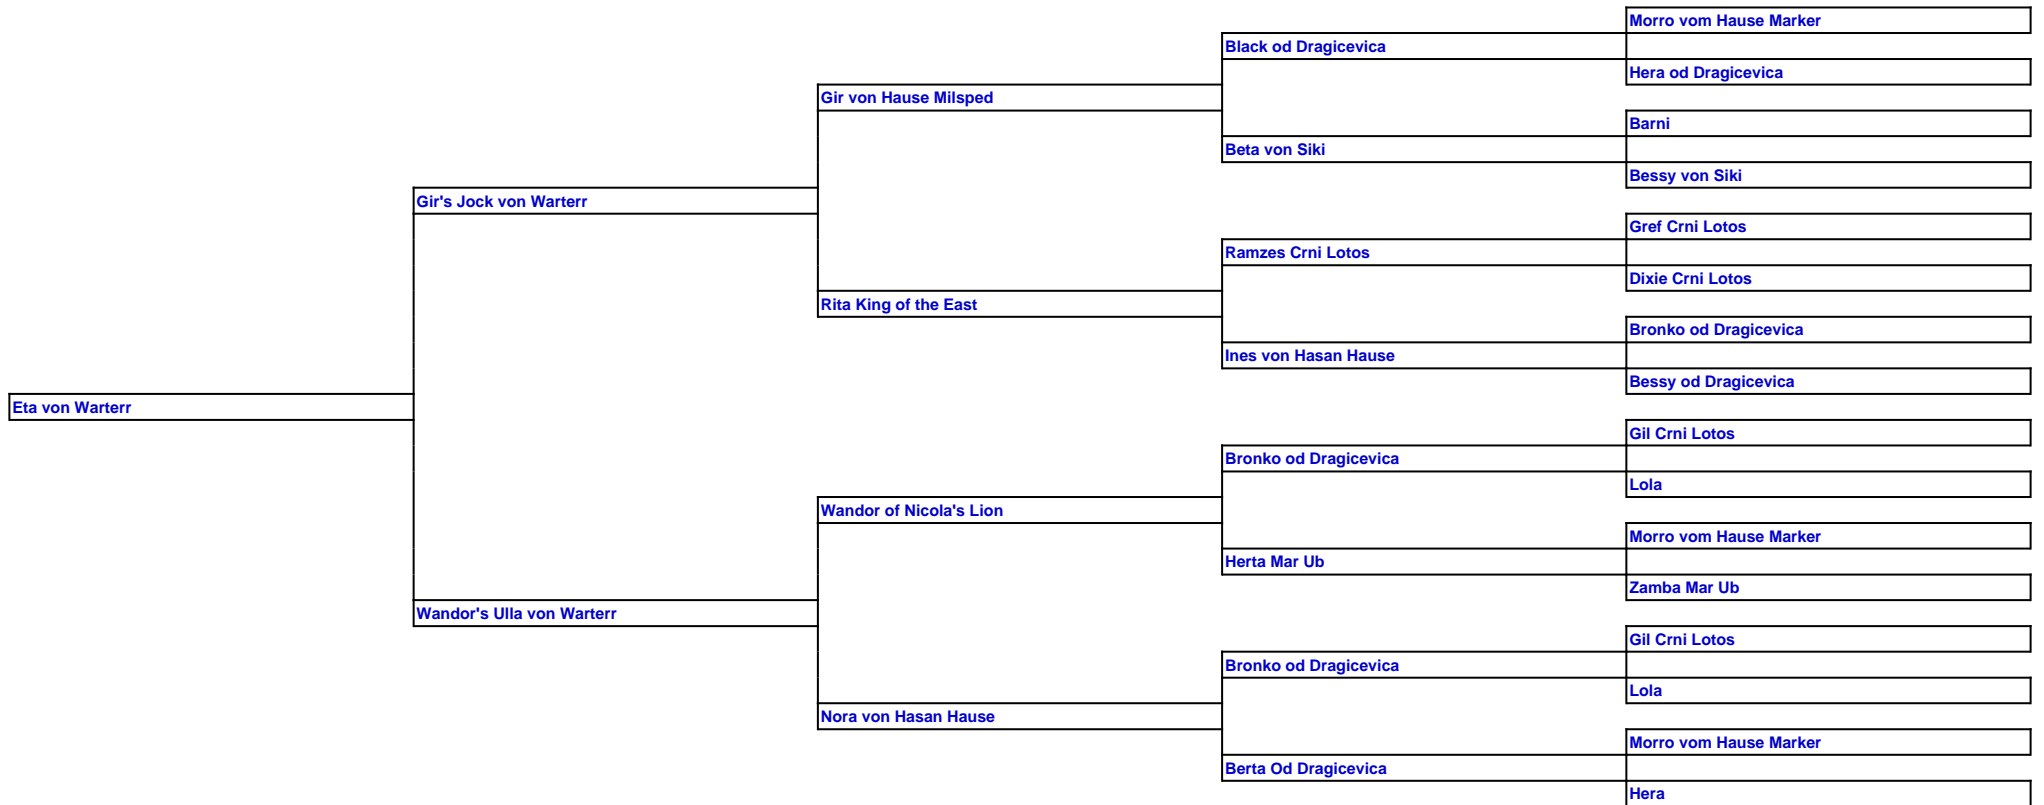 Morro vom Hause Marker
Black od Dragicevica
Hera od Dragicevica
Gir von Hause Milsped
Barni
Beta von Siki
Bessy von Siki
Gir's Jock von Warterr
Gref Crni Lotos
Ramzes Crni Lotos
Dixie Crni Lotos
Rita King of the East
Bronko od Dragicevica
Ines von Hasan Hause
Bessy od Dragicevica
Eta von Warterr
Gil Crni Lotos
Bronko od Dragicevica
Lola
Wandor of Nicola's Lion
Morro vom Hause Marker
Herta Mar Ub
Zamba Mar Ub
Wandor's Ulla von Warterr
Gil Crni Lotos
Bronko od Dragicevica
Lola
Nora von Hasan Hause
Morro vom Hause Marker
Berta Od Dragicevica
Hera